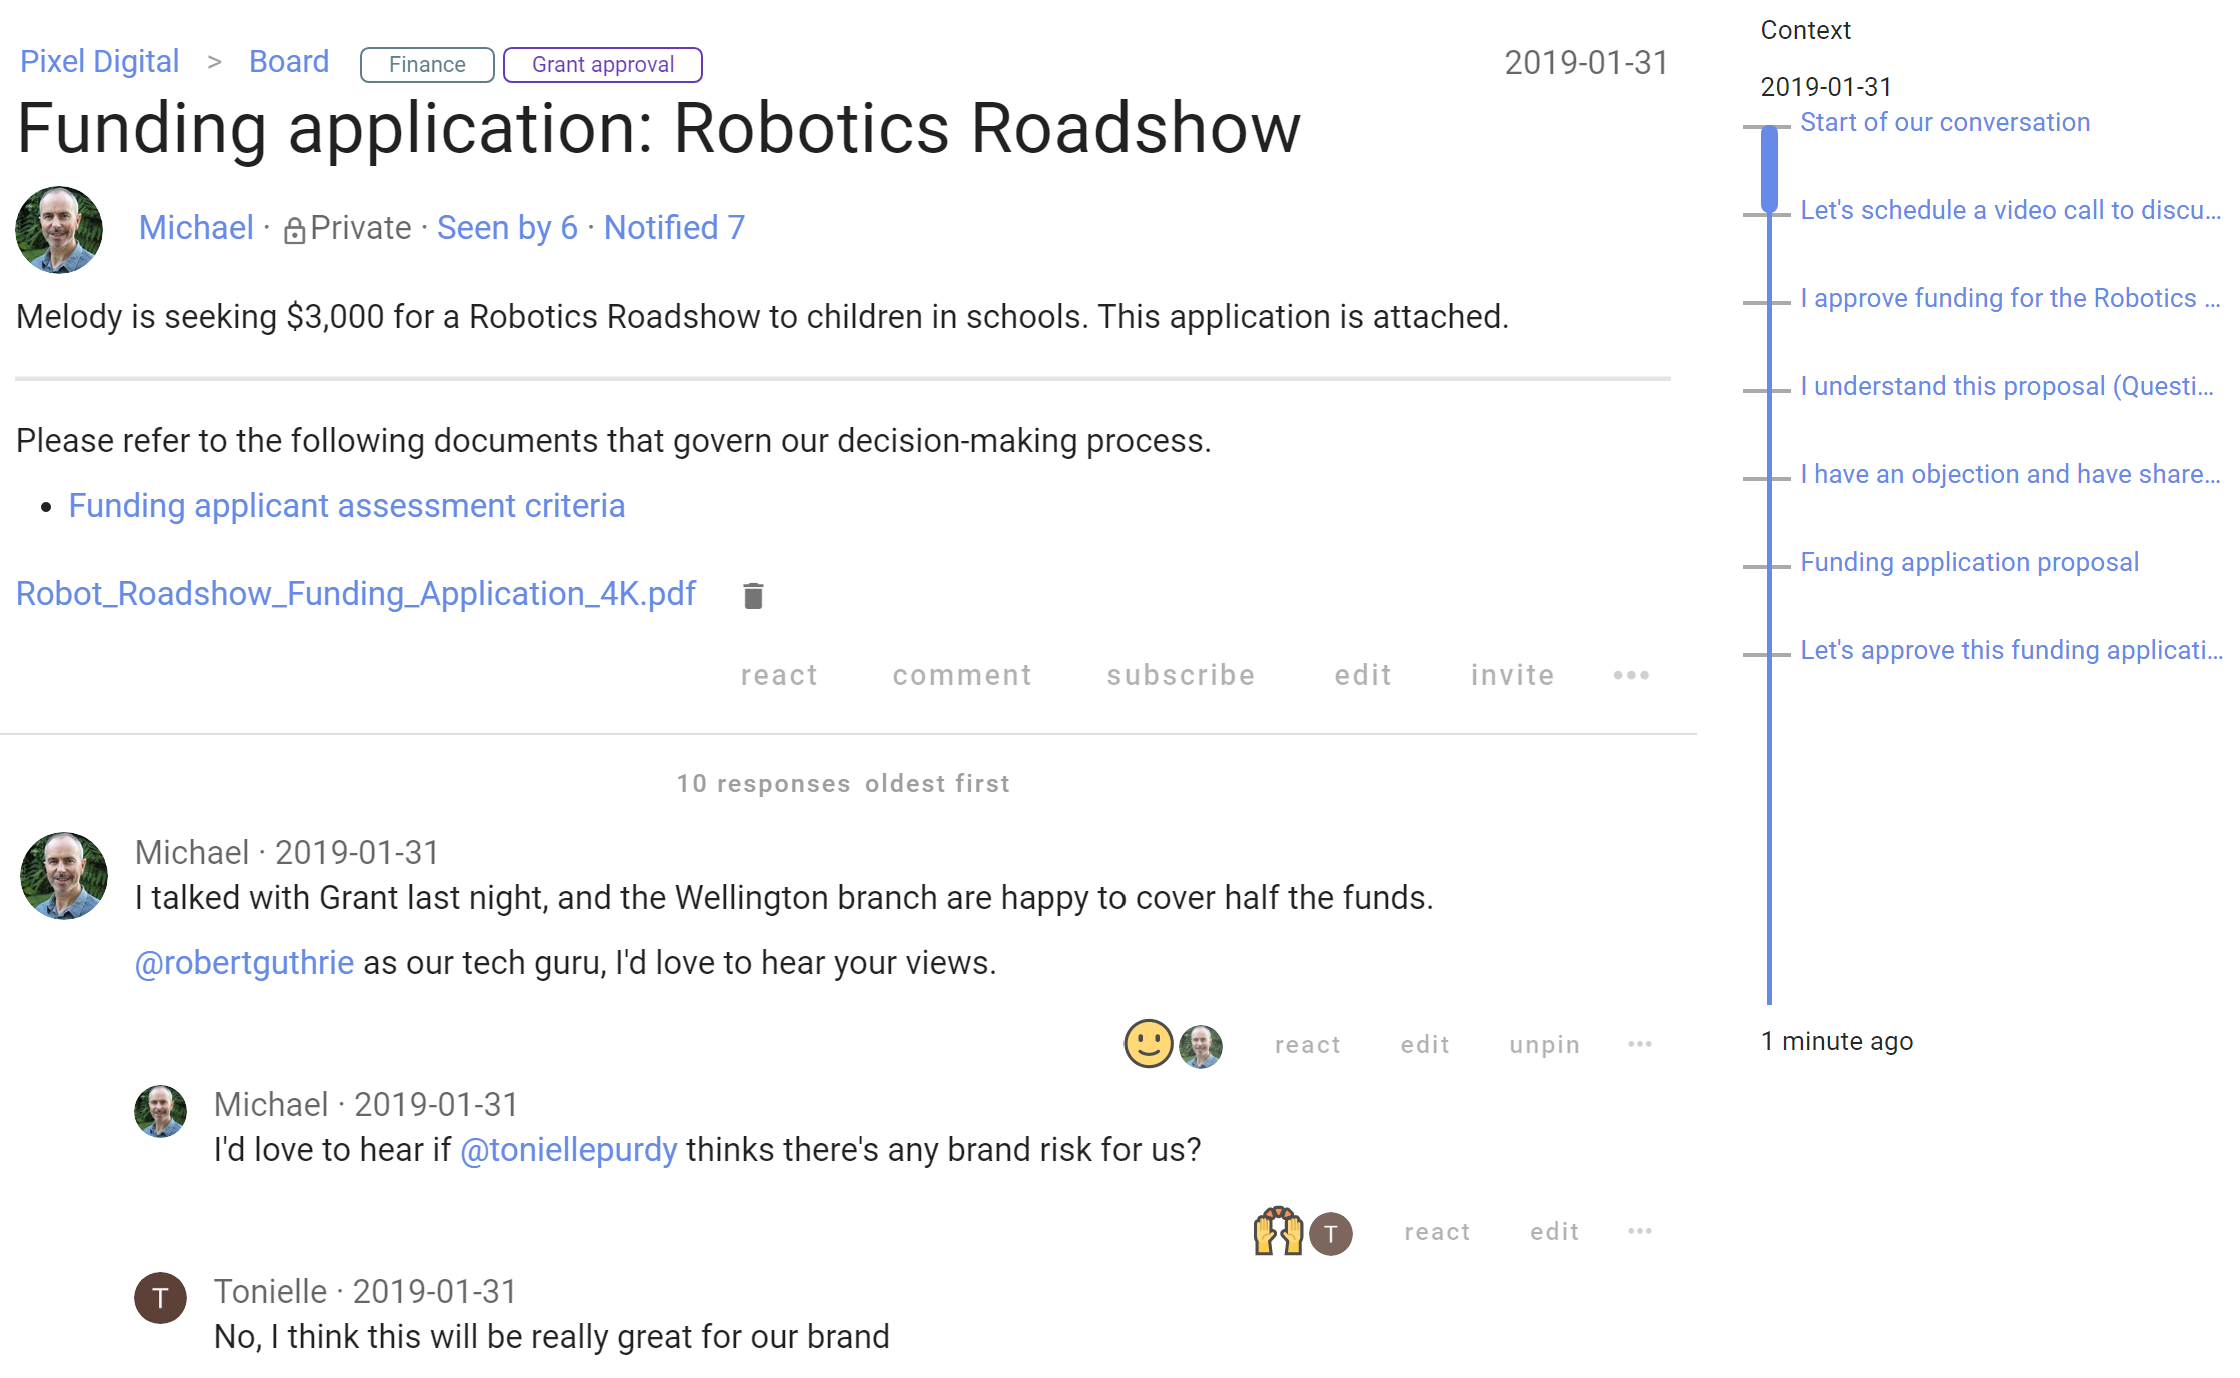 Pixel Digital > Board Finance Grant approval 2019-01-31
Funding application: Robotics Roadshow
Michael · Private · Seen by 6 · Notified 7
Melody is seeking $3,000 for a Robotics Roadshow to children in schools. This application is attached.
Please refer to the following documents that govern our decision-making process.
• Funding applicant assessment criteria
Robot_Roadshow_Funding_Application_4K.pdf
react comment subscribe edit invite •••
10 responses oldest first
Michael · 2019-01-31
I talked with Grant last night, and the Wellington branch are happy to cover half the funds.
@robertguthrie as our tech guru, I'd love to hear your views.
react edit unpin •••
Michael · 2019-01-31
I'd love to hear if @toniellepurdy thinks there's any brand risk for us?
T react edit •••
T
Tonielle · 2019-01-31
No, I think this will be really great for our brand
Context
2019-01-31
Start of our conversation
Let's schedule a video call to discu...
I approve funding for the Robotics ...
I understand this proposal (Questi...
I have an objection and have share...
Funding application proposal
Let's approve this funding applicati...
1 minute ago